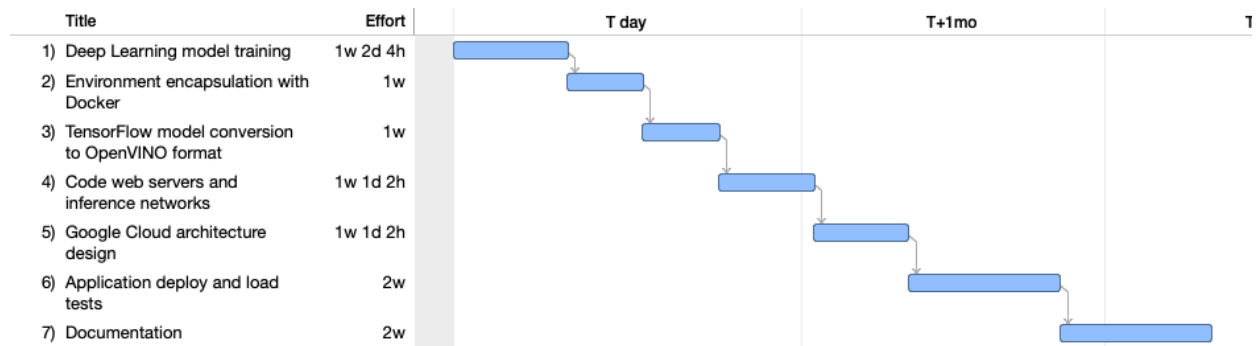 Title Effort T day T+1mo T
1) Deep Learning model training 1w 2d 4h
2) Environment encapsulation with 1w
Docker
3) TensorFlow model conversion 1w
to OpenVINO format
4) Code web servers and 1w 1d 2h
inference networks
5) Google Cloud architecture 1w 1d 2h
design
6) Application deploy and load 2w
tests
7) Documentation 2w